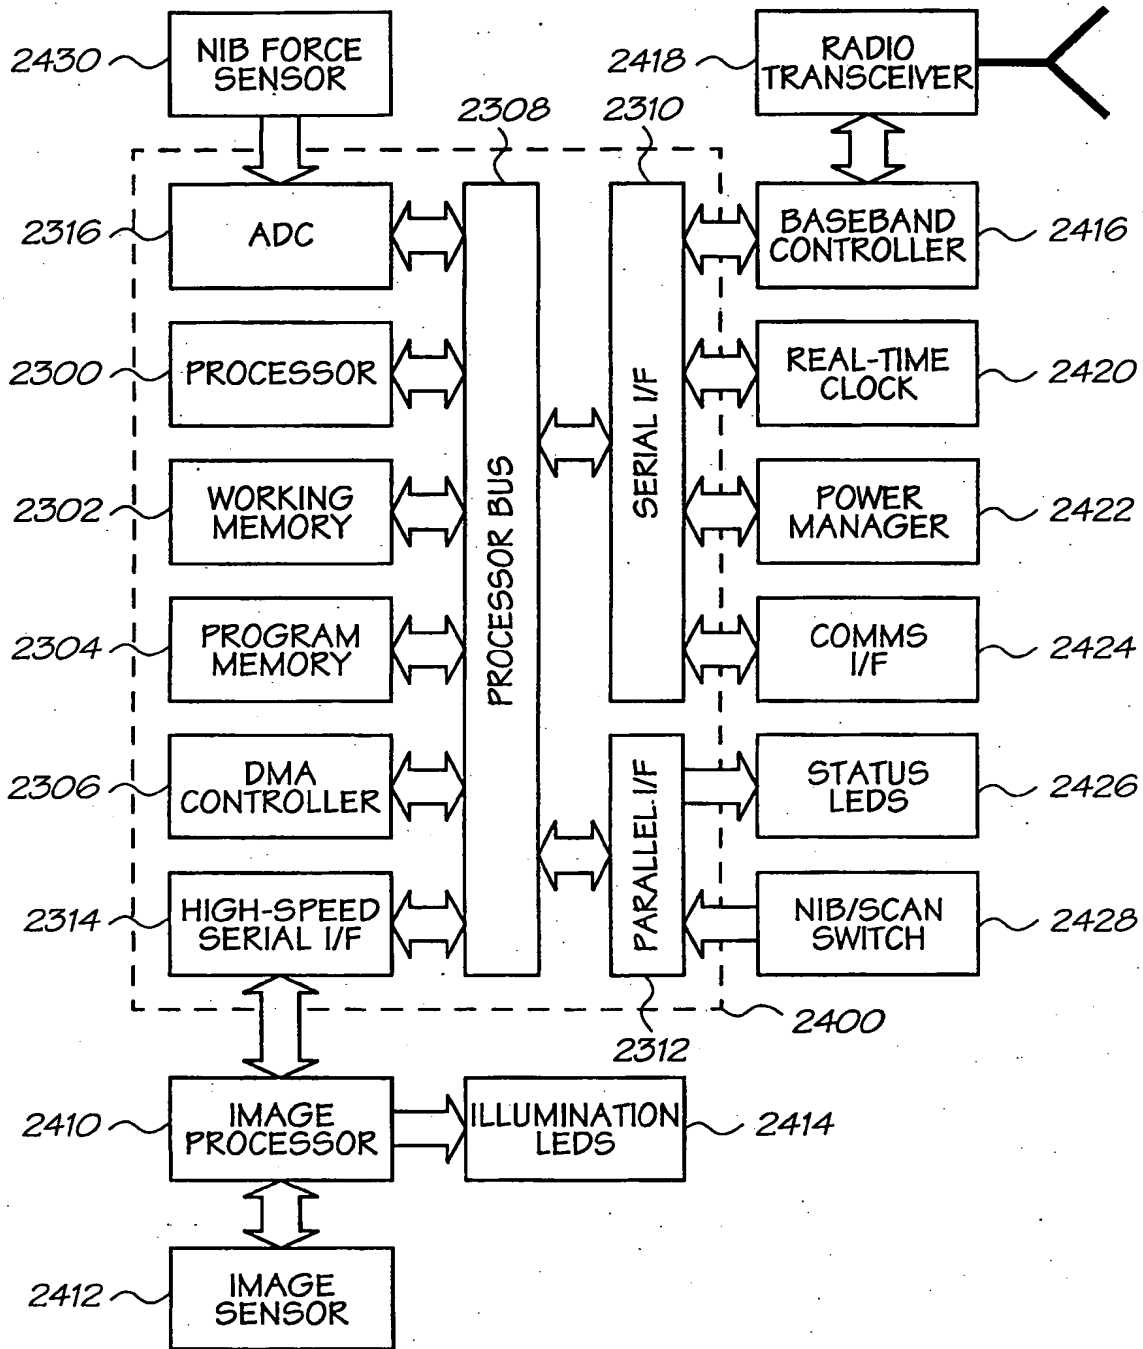 2430
NIB FORCE
SENSOR
2418
RADIO
TRANSCEIVER
2308
2310
2316
ADC
BASEBAND
CONTROLLER
2416
2300
PROCESSOR
REAL-TIME
CLOCK
2420
2302
WORKING
MEMORY
PROCESSOR BUS
SERIAL I/F
POWER
MANAGER
2422
2304
PROGRAM
MEMORY
COMMS
I/F
2424
2306
DMA
CONTROLLER
PARALLEL I/F
STATUS
LEDS
2426
2314
HIGH-SPEED
SERIAL I/F
NIB/SCAN
SWITCH
2428
2400
2312
2410
IMAGE
PROCESSOR
ILLUMINATION
LEDS
2414
2412
IMAGE
SENSOR